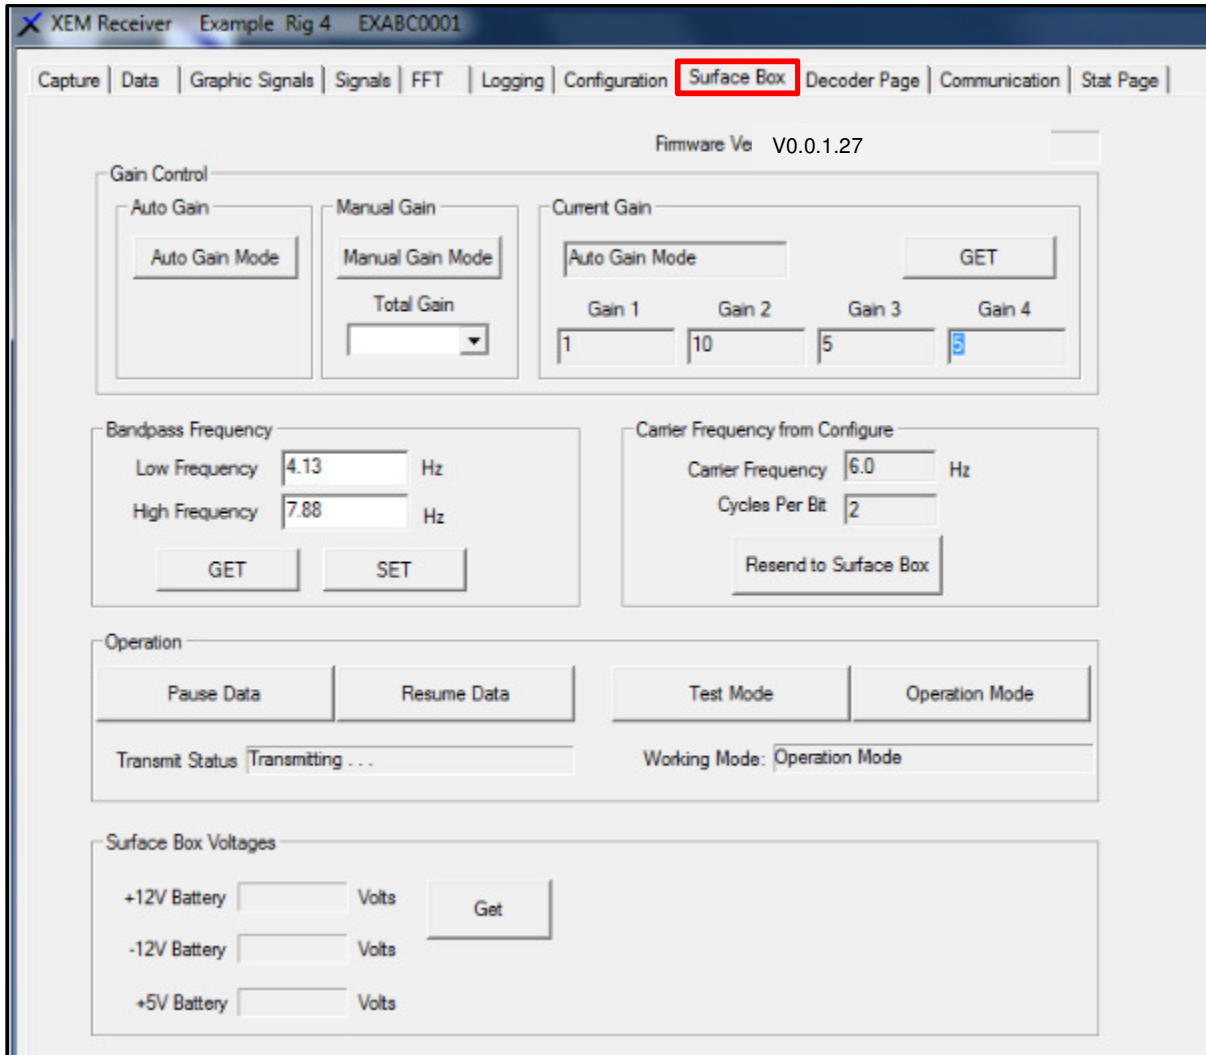 XEM Receiver Example Rig 4 EXABC0001
Capture Data Graphic Signals Signals FFT Logging Configuration Surface Box Decoder Page Communication Stat Page
Firmware Ve V0.0.1.27
Gain Control
Auto Gain Manual Gain Current Gain
Auto Gain Mode Manual Gain Mode Auto Gain Mode GET
Total Gain Gain 1 Gain 2 Gain 3 Gain 4
1 10 5 5
Bandpass Frequency Carrier Frequency from Configure
Low Frequency 4.13 Hz Carrier Frequency 6.0 Hz
High Frequency 7.88 Hz Cycles Per Bit 2
GET SET Resend to Surface Box
Operation
Pause Data Resume Data Test Mode Operation Mode
Transmit Status Transmitting . . . Working Mode: Operation Mode
Surface Box Voltages
+12V Battery Volts Get
-12V Battery Volts
+5V Battery Volts